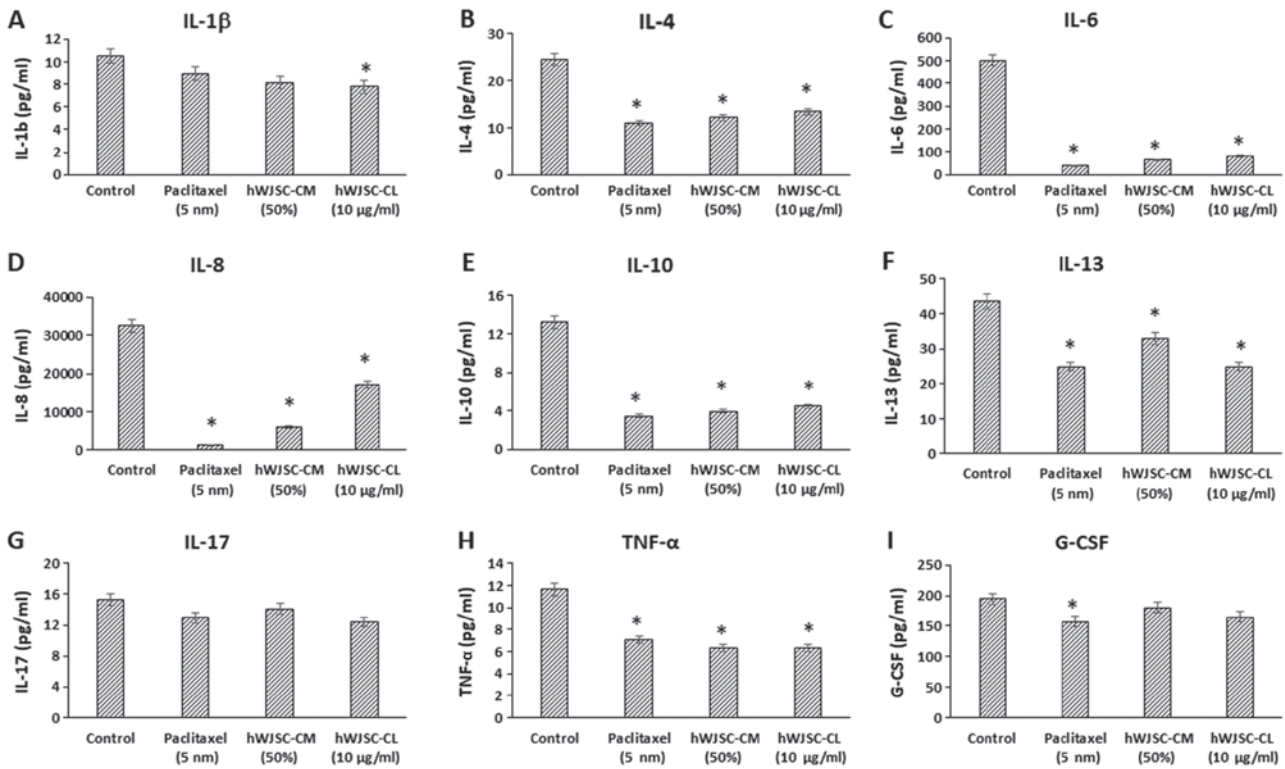 A
IL-1β
IL-1b (pg/ml)
12
10
8
6
4
2
0
*
Control
Paclitaxel
(5 nm)
hWJSC-CM
(50%)
hWJSC-CL
(10 µg/ml)
B
IL-4
IL-4 (pg/ml)
30
20
10
0
*
*
*
Control
Paclitaxel
(5 nm)
hWJSC-CM
(50%)
hWJSC-CL
(10 µg/ml)
C
IL-6
IL-6 (pg/ml)
600
500
400
300
200
100
0
*
*
*
Control
Paclitaxel
(5 nm)
hWJSC-CM
(50%)
hWJSC-CL
(10 µg/ml)
D
IL-8
IL-8 (pg/ml)
40000
30000
20000
10000
0
*
*
*
Control
Paclitaxel
(5 nm)
hWJSC-CM
(50%)
hWJSC-CL
(10 µg/ml)
E
IL-10
IL-10 (pg/ml)
16
12
8
4
0
*
*
*
Control
Paclitaxel
(5 nm)
hWJSC-CM
(50%)
hWJSC-CL
(10 µg/ml)
F
IL-13
IL-13 (pg/ml)
50
40
30
20
10
0
*
*
*
Control
Paclitaxel
(5 nm)
hWJSC-CM
(50%)
hWJSC-CL
(10 µg/ml)
G
IL-17
IL-17 (pg/ml)
20
16
12
8
4
0
Control
Paclitaxel
(5 nm)
hWJSC-CM
(50%)
hWJSC-CL
(10 µg/ml)
H
TNF-α
TNF-α (pg/ml)
14
12
10
8
6
4
2
0
*
*
*
Control
Paclitaxel
(5 nm)
hWJSC-CM
(50%)
hWJSC-CL
(10 µg/ml)
I
G-CSF
G-CSF (pg/ml)
250
200
150
100
50
0
*
Control
Paclitaxel
(5 nm)
hWJSC-CM
(50%)
hWJSC-CL
(10 µg/ml)